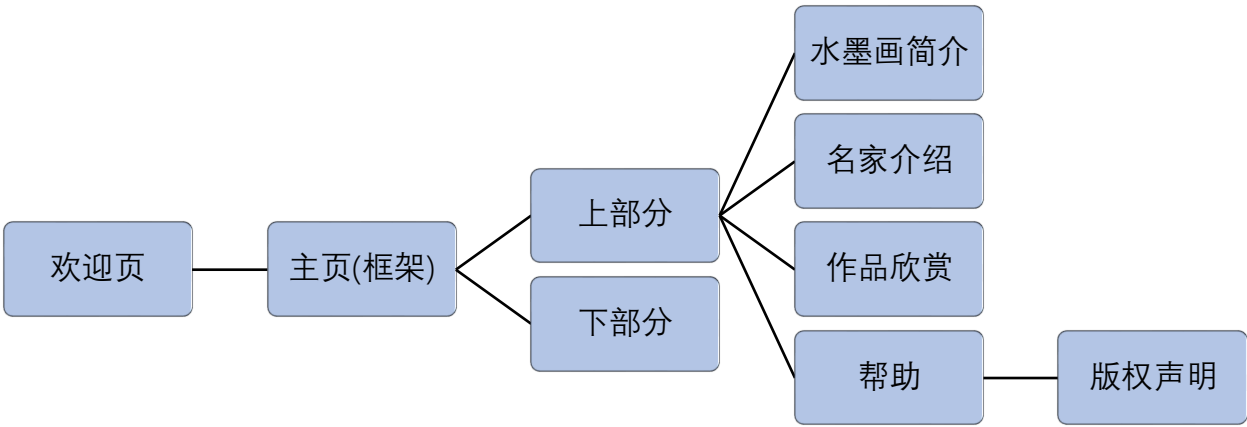 欢迎页
主页(框架)
上部分
下部分
水墨画简介
名家介绍
作品欣赏
帮助
版权声明